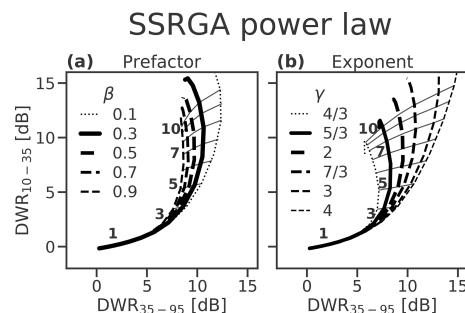 SSRGA power law
(a) Prefactor
(b) Exponent
DWR10−35 [dB]
15
10
5
0
β
0.1
0.3
0.5
0.7
0.9
10
7
5
3
1
γ
4/3
5/3
2
7/3
3
4
10
7
5
3
1
0 5 10 15
0 5 10 15
DWR35−95 [dB]
DWR35−95 [dB]